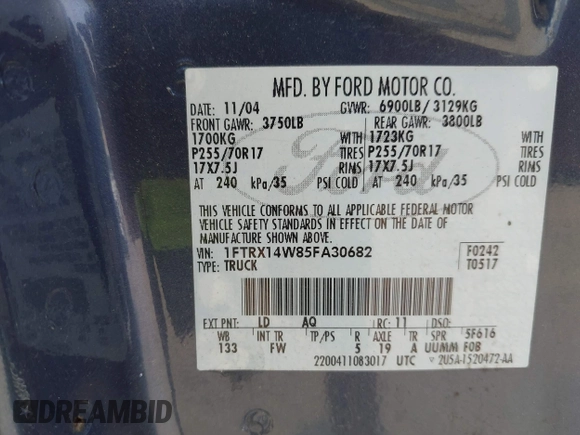 MFD. BY FORD MOTOR CO.
DATE: 11/04 GVWR: 6900LB/ 3129KG
FRONT GAWR: 3750LB REAR GAWR: 3800LB
1700KG WITH 1723KG WITH
P255/70R17 TIRES P255/70R17 TIRES
17X7.5J RIMS 17X7.5J RIMS
AT 240 kPa/35 PSI COLD AT 240 kPa/35 PSI COLD
THIS VEHICLE CONFORMS TO ALL APPLICABLE FEDERAL MOTOR
VEHICLE SAFETY STANDARDS IN EFFECT ON THE DATE OF
MANUFACTURE SHOWN ABOVE.
VIN: 1FTRX14W85FA30682 F0242
TYPE: TRUCK T0517
EXT PNT: LD AQ RC: 11 DSO:
WB INT TR TP/PS R AXLE TR SPR 5F616
133 FW 5 19 A UUMM F0B
2200411083017 UTC 2U5A-1520472-AA
Ford
DREAMBID